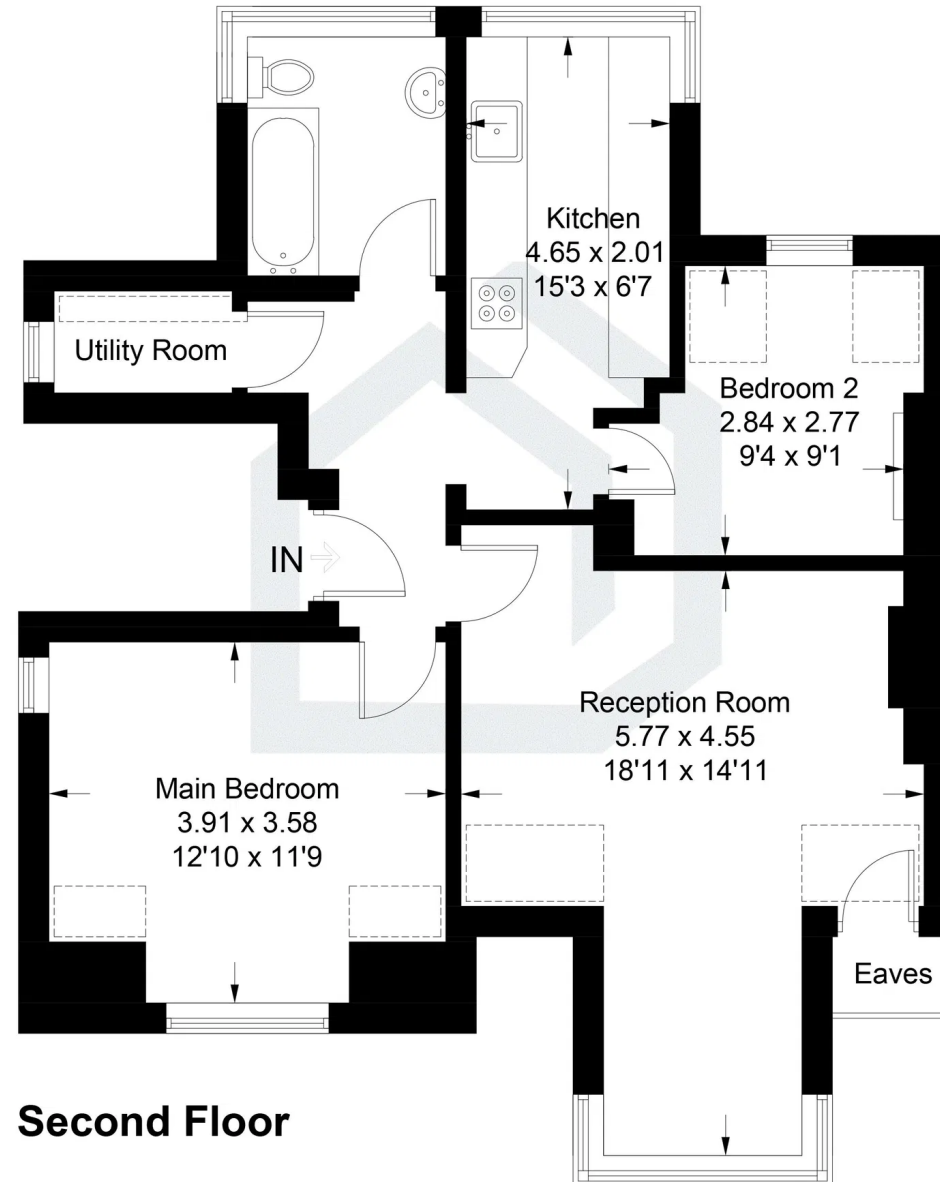 Kitchen
4.65 x 2.01
15'3 x 6'7
Utility Room
Bedroom 2
2.84 x 2.77
9'4 x 9'1
IN
Reception Room
5.77 x 4.55
18'11 x 14'11
Main Bedroom
3.91 x 3.58
12'10 x 11'9
Eaves
Second Floor